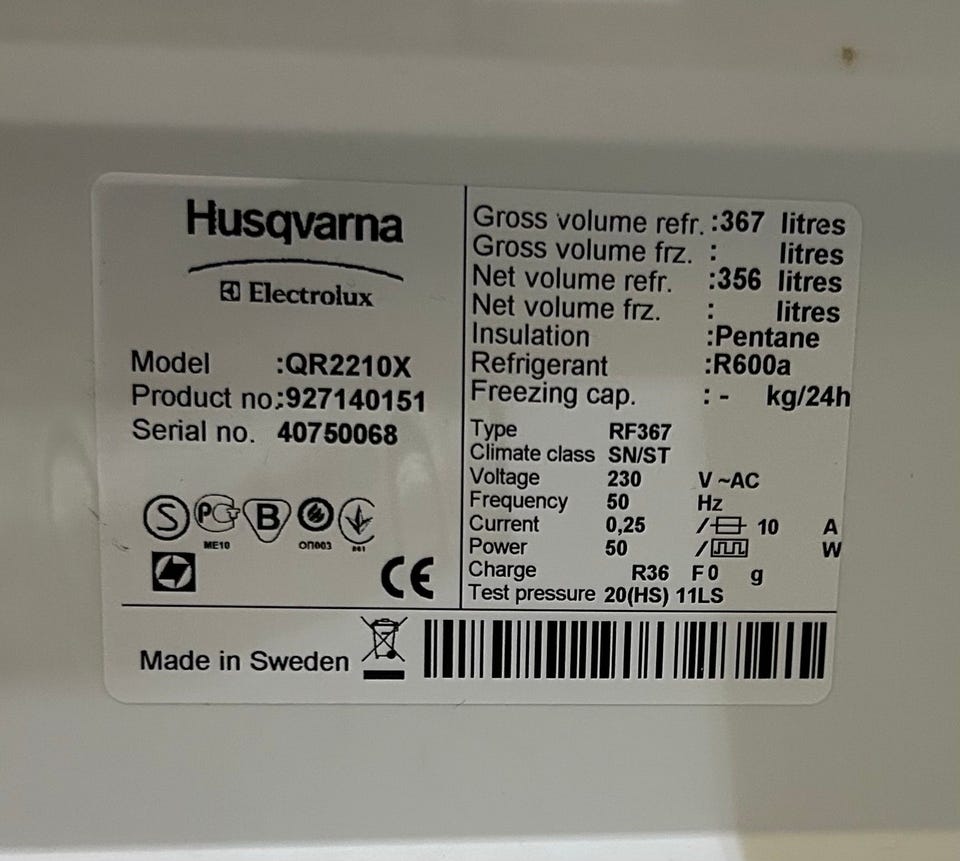 Husqvarna
Electrolux
Model :QR2210X
Product no.:927140151
Serial no. 40750068
S PG B
ME10 ОП003
CE
Gross volume refr. :367 litres
Gross volume frz. : litres
Net volume refr. :356 litres
Net volume frz. : litres
Insulation :Pentane
Refrigerant :R600a
Freezing cap. : - kg/24h
Type RF367
Climate class SN/ST
Voltage 230 V ~AC
Frequency 50 Hz
Current 0,25 / 10 A
Power 50 / W
Charge R36 F0 g
Test pressure 20(HS) 11LS
Made in Sweden